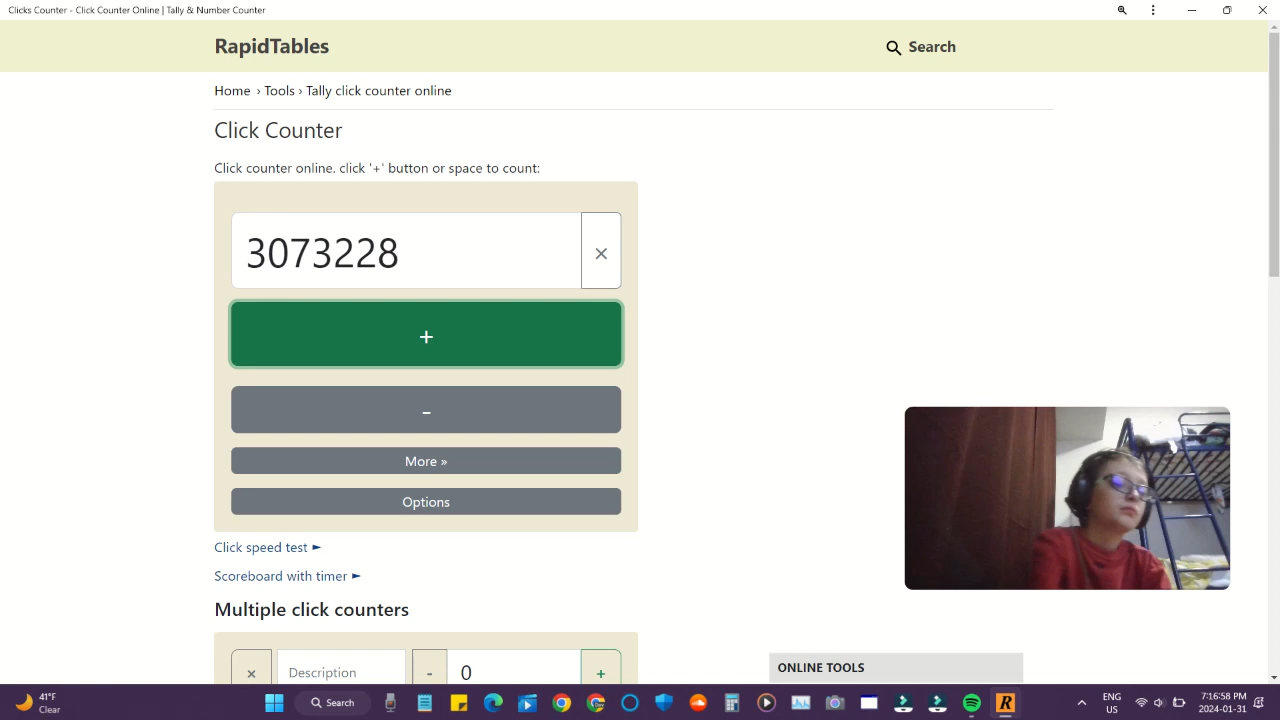 Clicks Counter - Click Counter Online | Tally & Number Counter
RapidTables
Search
Home › Tools › Tally click counter online
Click Counter
Click counter online. click '+' button or space to count:
3073228
×
+
-
More »
Options
Click speed test ►
Scoreboard with timer ►
Multiple click counters
× Description - 0 +
ONLINE TOOLS
41°F
Clear
Search
R
ENG
US
7:16:58 PM
2024-01-31